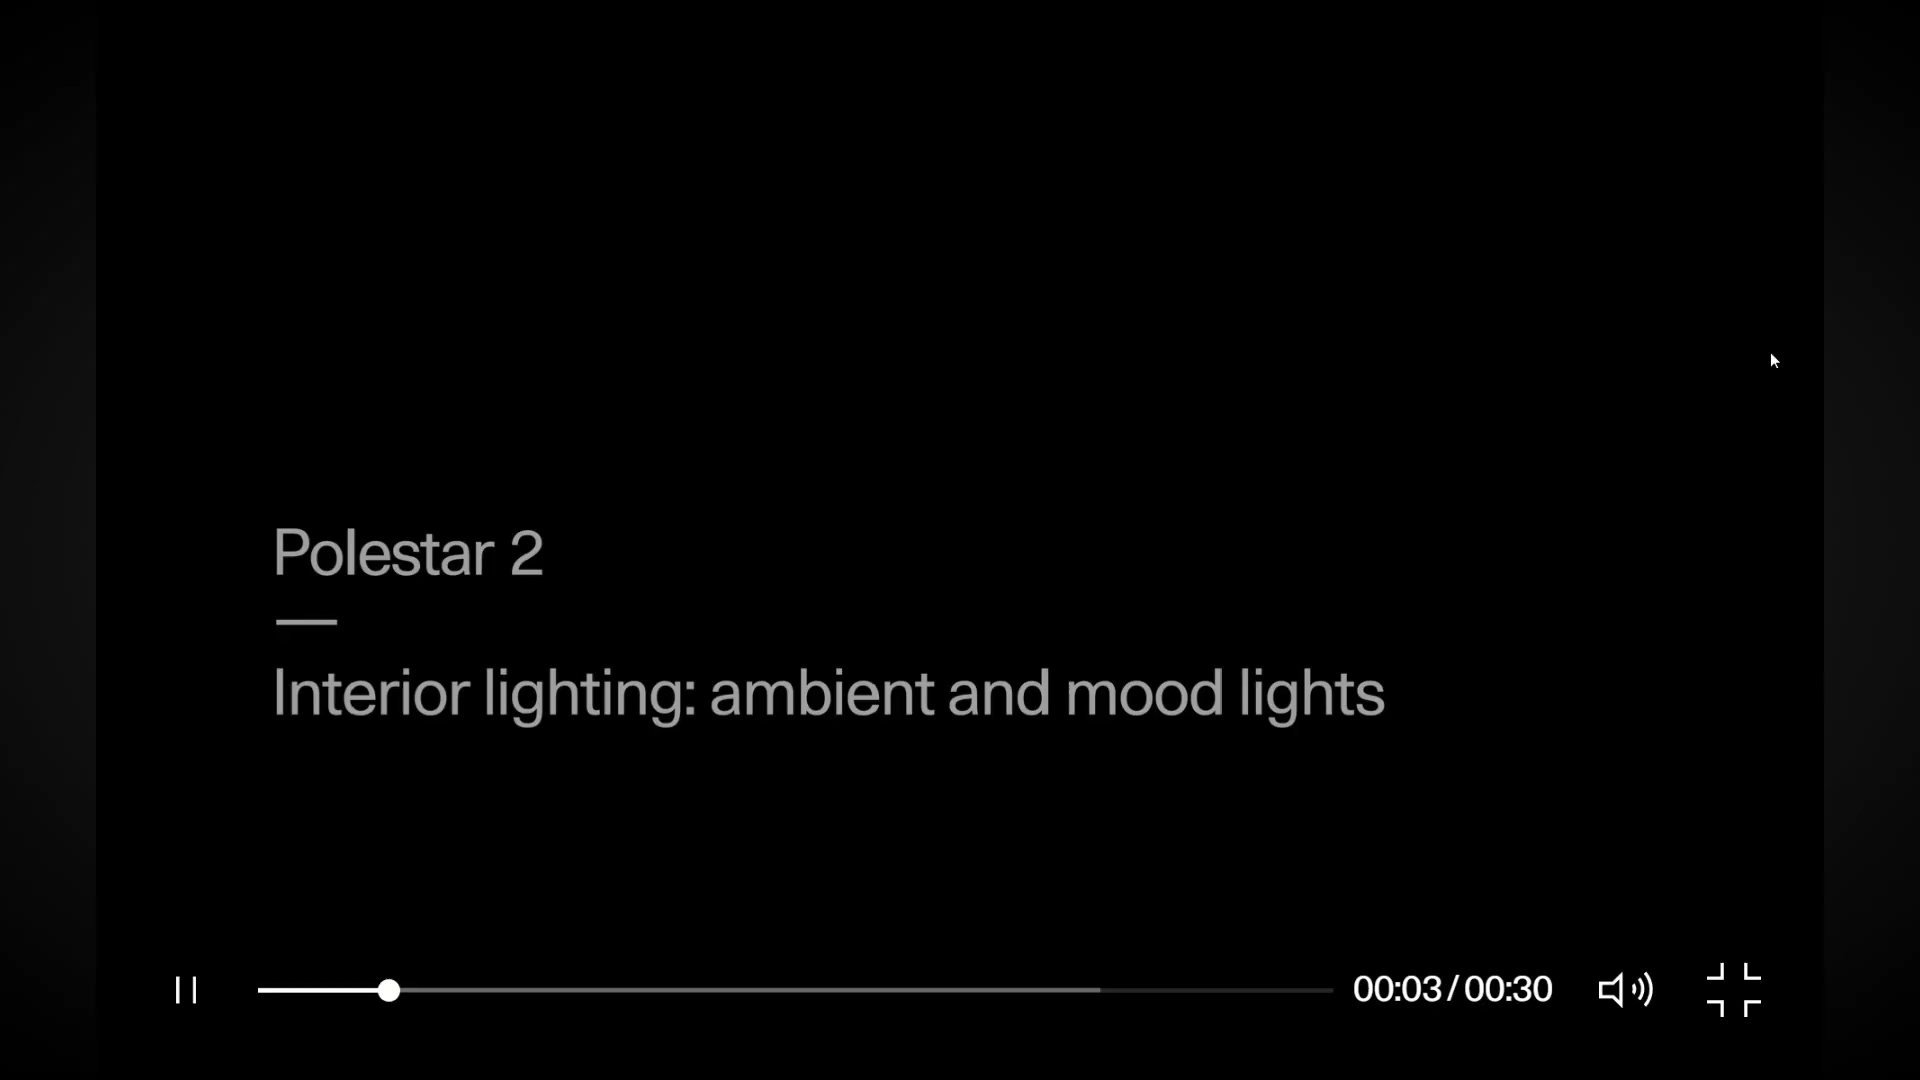 Polestar 2
Interior lighting: ambient and mood lights
00:03 / 00:30